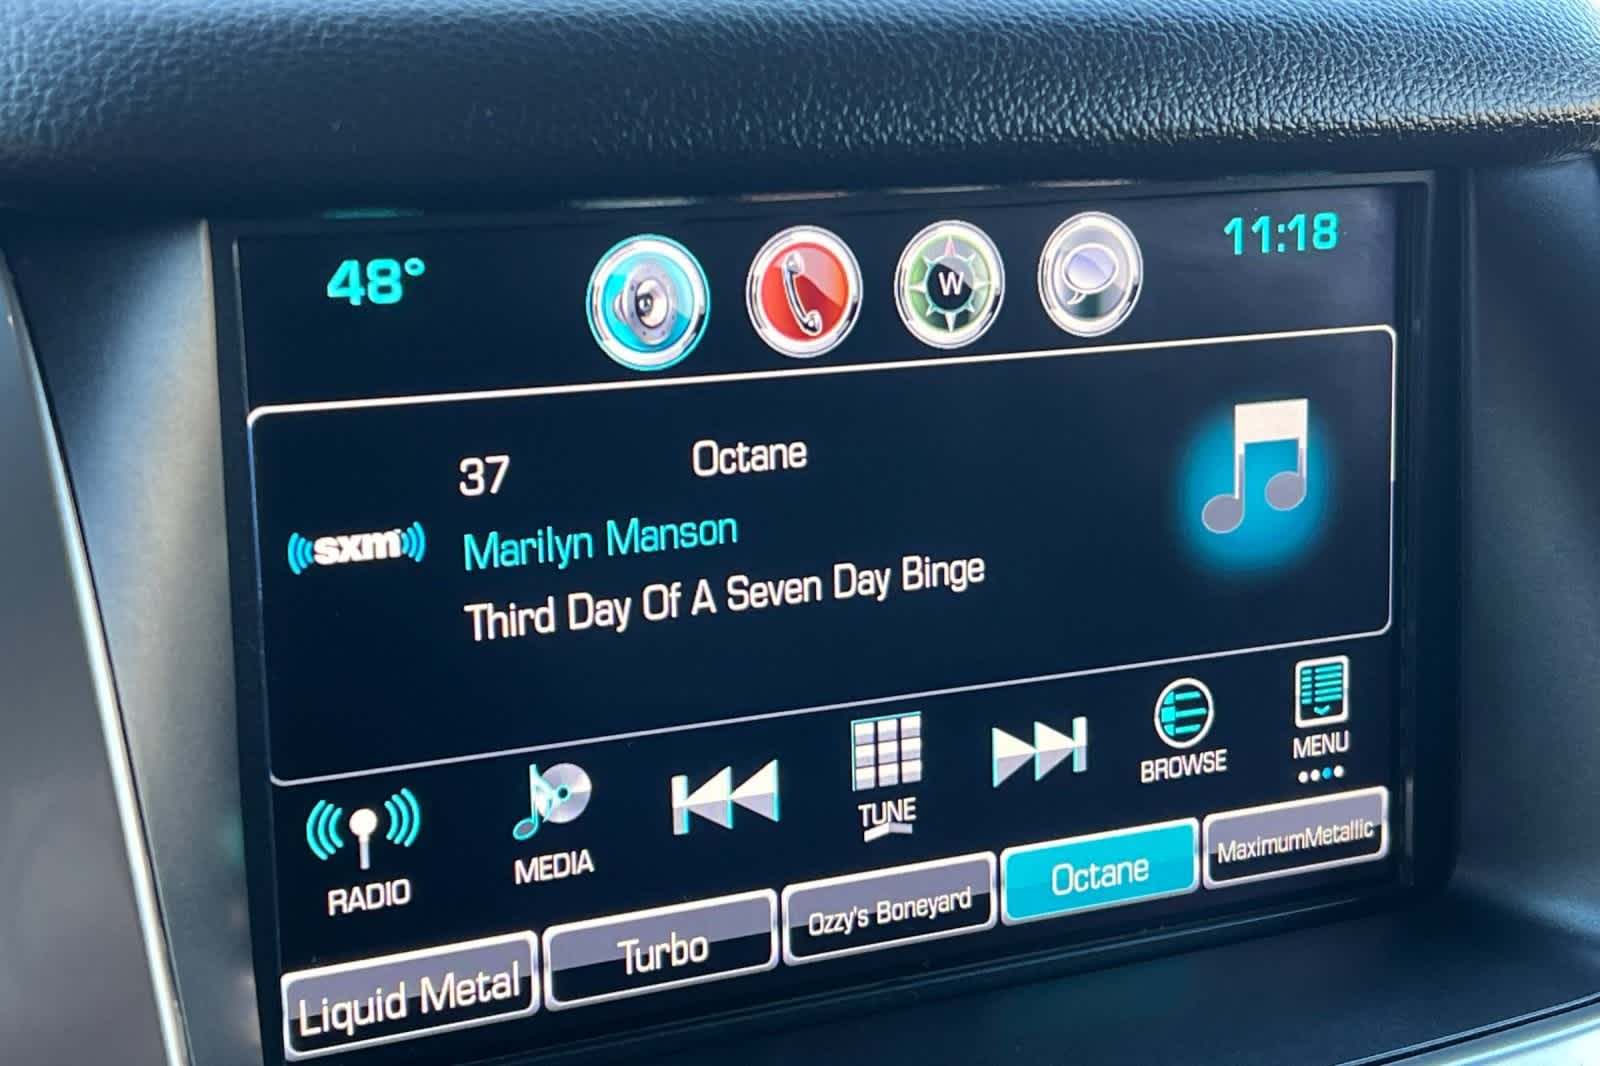 48°
W
11:18
37
Octane
sxm
Marilyn Manson
Third Day Of A Seven Day Binge
RADIO
MEDIA
TUNE
BROWSE
MENU
Liquid Metal
Turbo
Ozzy's Boneyard
Octane
MaximumMetallic